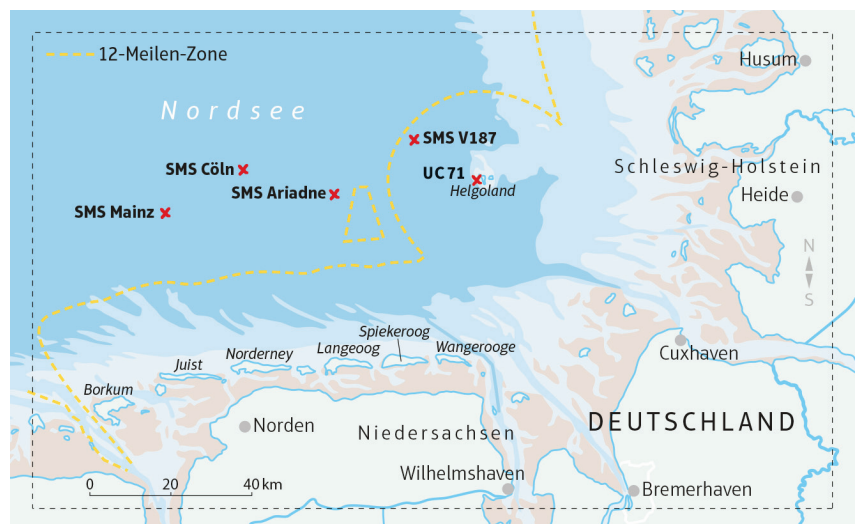 12-Meilen-Zone
Husum
Nordsee
SMS V187
SMS Cöln
UC 71
Schleswig-Holstein
SMS Ariadne
Helgoland
Heide
SMS Mainz
N
S
Spiekeroog
Norderney
Langeoog
Wangerooge
Juist
Cuxhaven
Borkum
Norden
Niedersachsen
DEUTSCHLAND
Wilhelmshaven
0 20 40 km
Bremerhaven